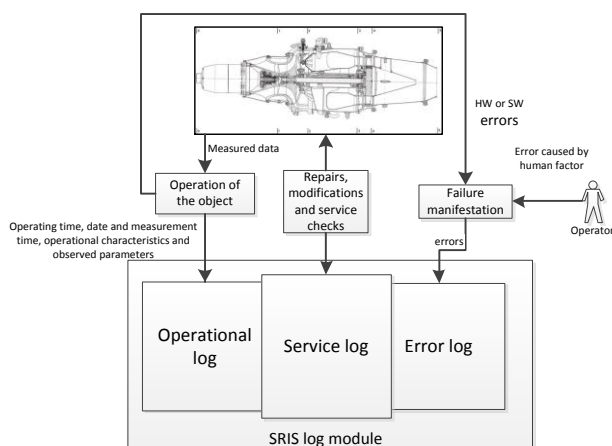 HW or SW
errors
Measured data
Error caused by
human factor
Operation of
the object
Repairs,
modifications
and service
checks
Failure
manifestation
Operator
Operating time, date and measurement
time, operational characteristics and
observed parameters
errors
Operational
log
Service log
Error log
SRIS log module